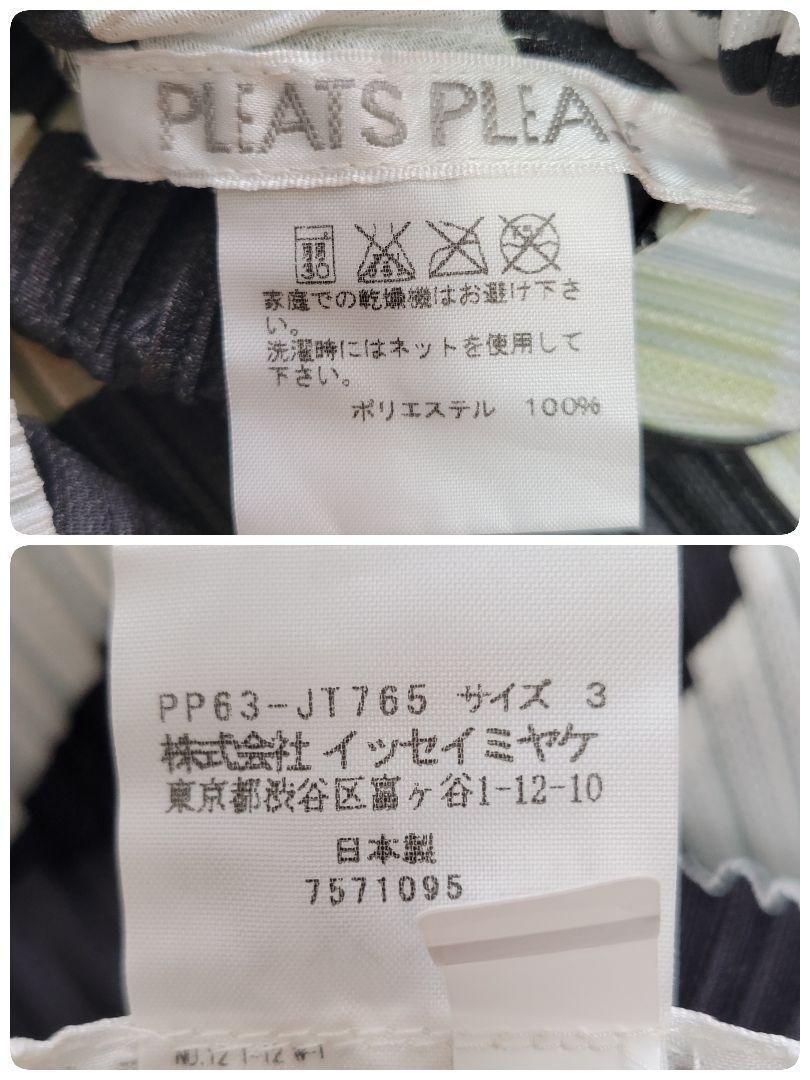 PLEATS PLEA
30
家庭での乾燥機はお避け下さ
い。
洗濯時にはネットを使用して
下さい。
ポリエステル 100%
PP63-JT765 サイズ 3
株式会社イッセイミヤケ
東京都渋谷区富ヶ谷1-12-10
日本製
7571095